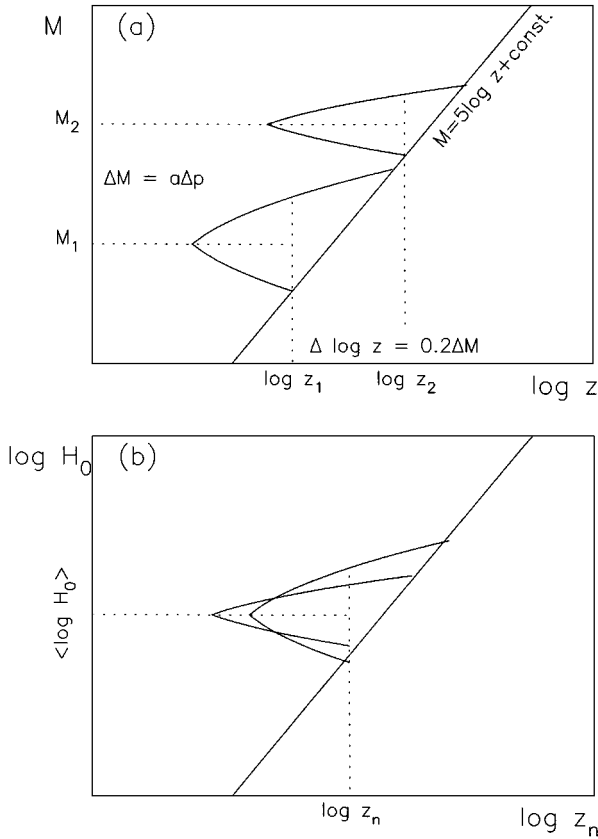 M (a)
M=5log z+const.
M₂
ΔM = aΔp
M₁
Δ log z = 0.2ΔM
log z₁ log z₂
log z
log H₀ (b)
<log H₀>
log zₙ
log zₙ